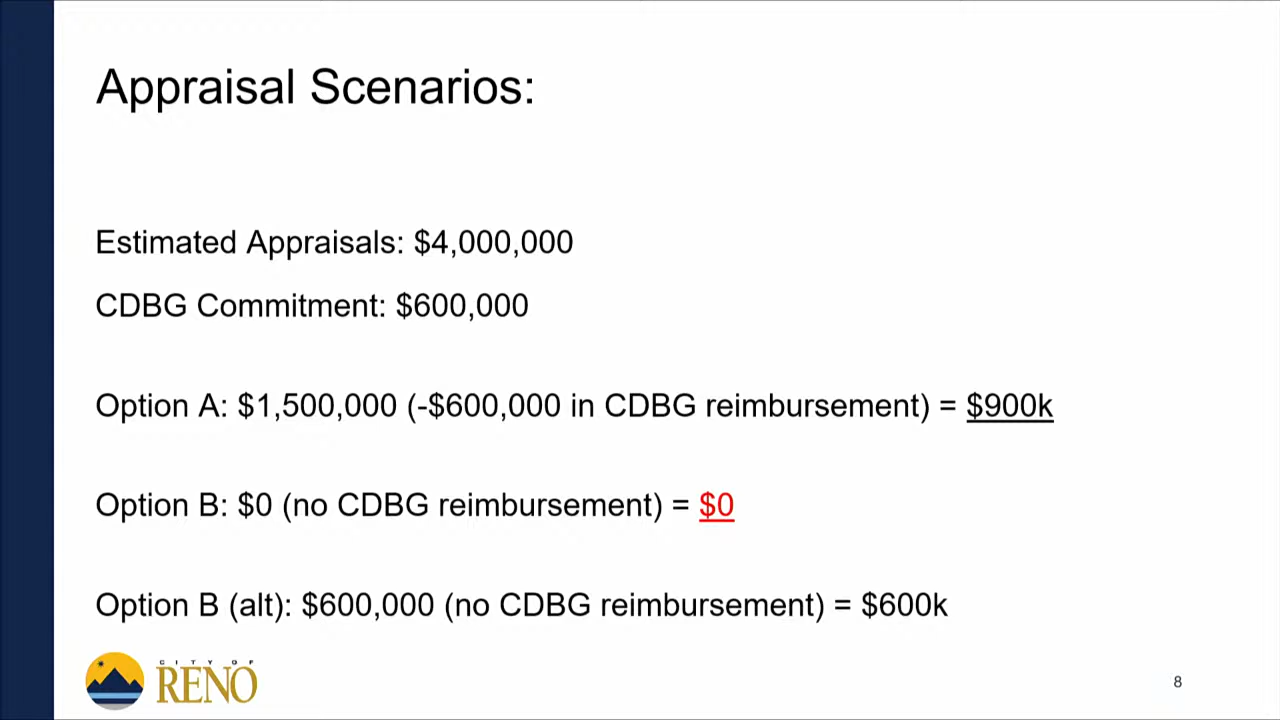 Appraisal Scenarios:
Estimated Appraisals: $4,000,000
CDBG Commitment: $600,000
Option A: $1,500,000 (-$600,000 in CDBG reimbursement) = $900k
Option B: $0 (no CDBG reimbursement) = $0
Option B (alt): $600,000 (no CDBG reimbursement) = $600k
CITY OF
RENO
8